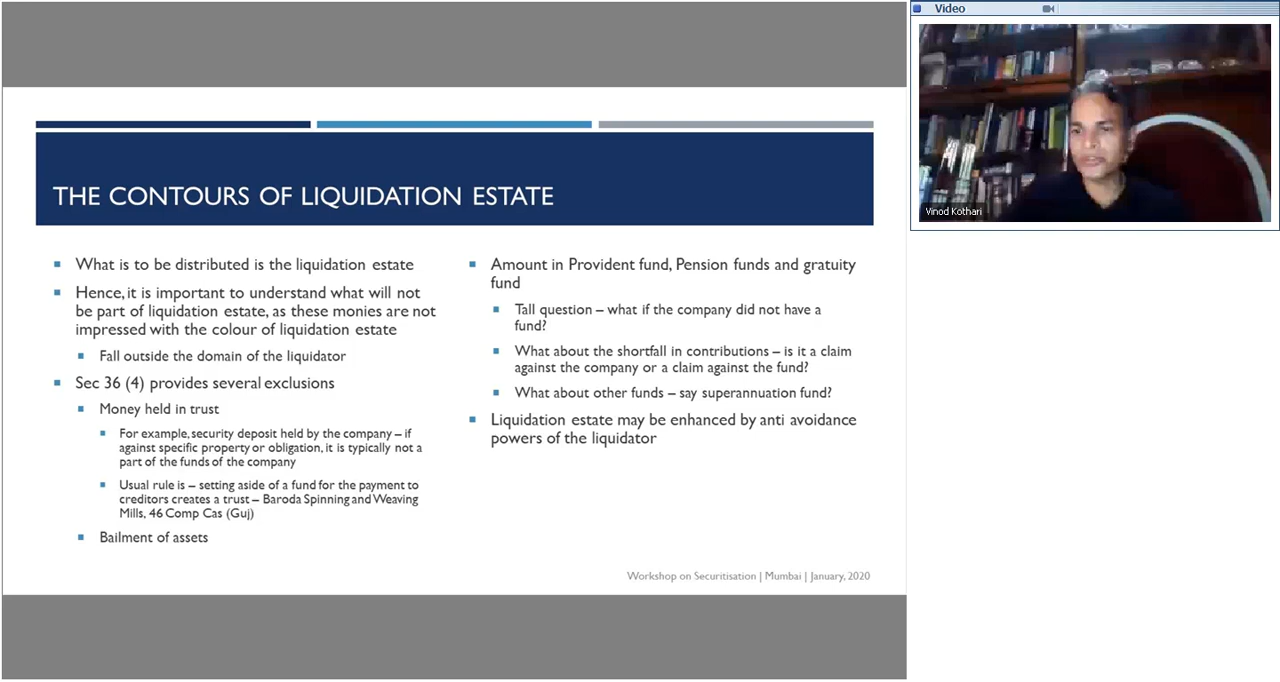 Video
Vinod Kothari
THE CONTOURS OF LIQUIDATION ESTATE
What is to be distributed is the liquidation estate
Hence, it is important to understand what will not
be part of liquidation estate, as these monies are not
impressed with the colour of liquidation estate
Fall outside the domain of the liquidator
Sec 36 (4) provides several exclusions
Money held in trust
For example, security deposit held by the company – if
against specific property or obligation, it is typically not a
part of the funds of the company
Usual rule is – setting aside of a fund for the payment to
creditors creates a trust – Baroda Spinning and Weaving
Mills, 46 Comp Cas (Guj)
Bailment of assets
Amount in Provident fund, Pension funds and gratuity
fund
Tall question – what if the company did not have a
fund?
What about the shortfall in contributions – is it a claim
against the company or a claim against the fund?
What about other funds – say superannuation fund?
Liquidation estate may be enhanced by anti avoidance
powers of the liquidator
Workshop on Securitisation | Mumbai | January, 2020